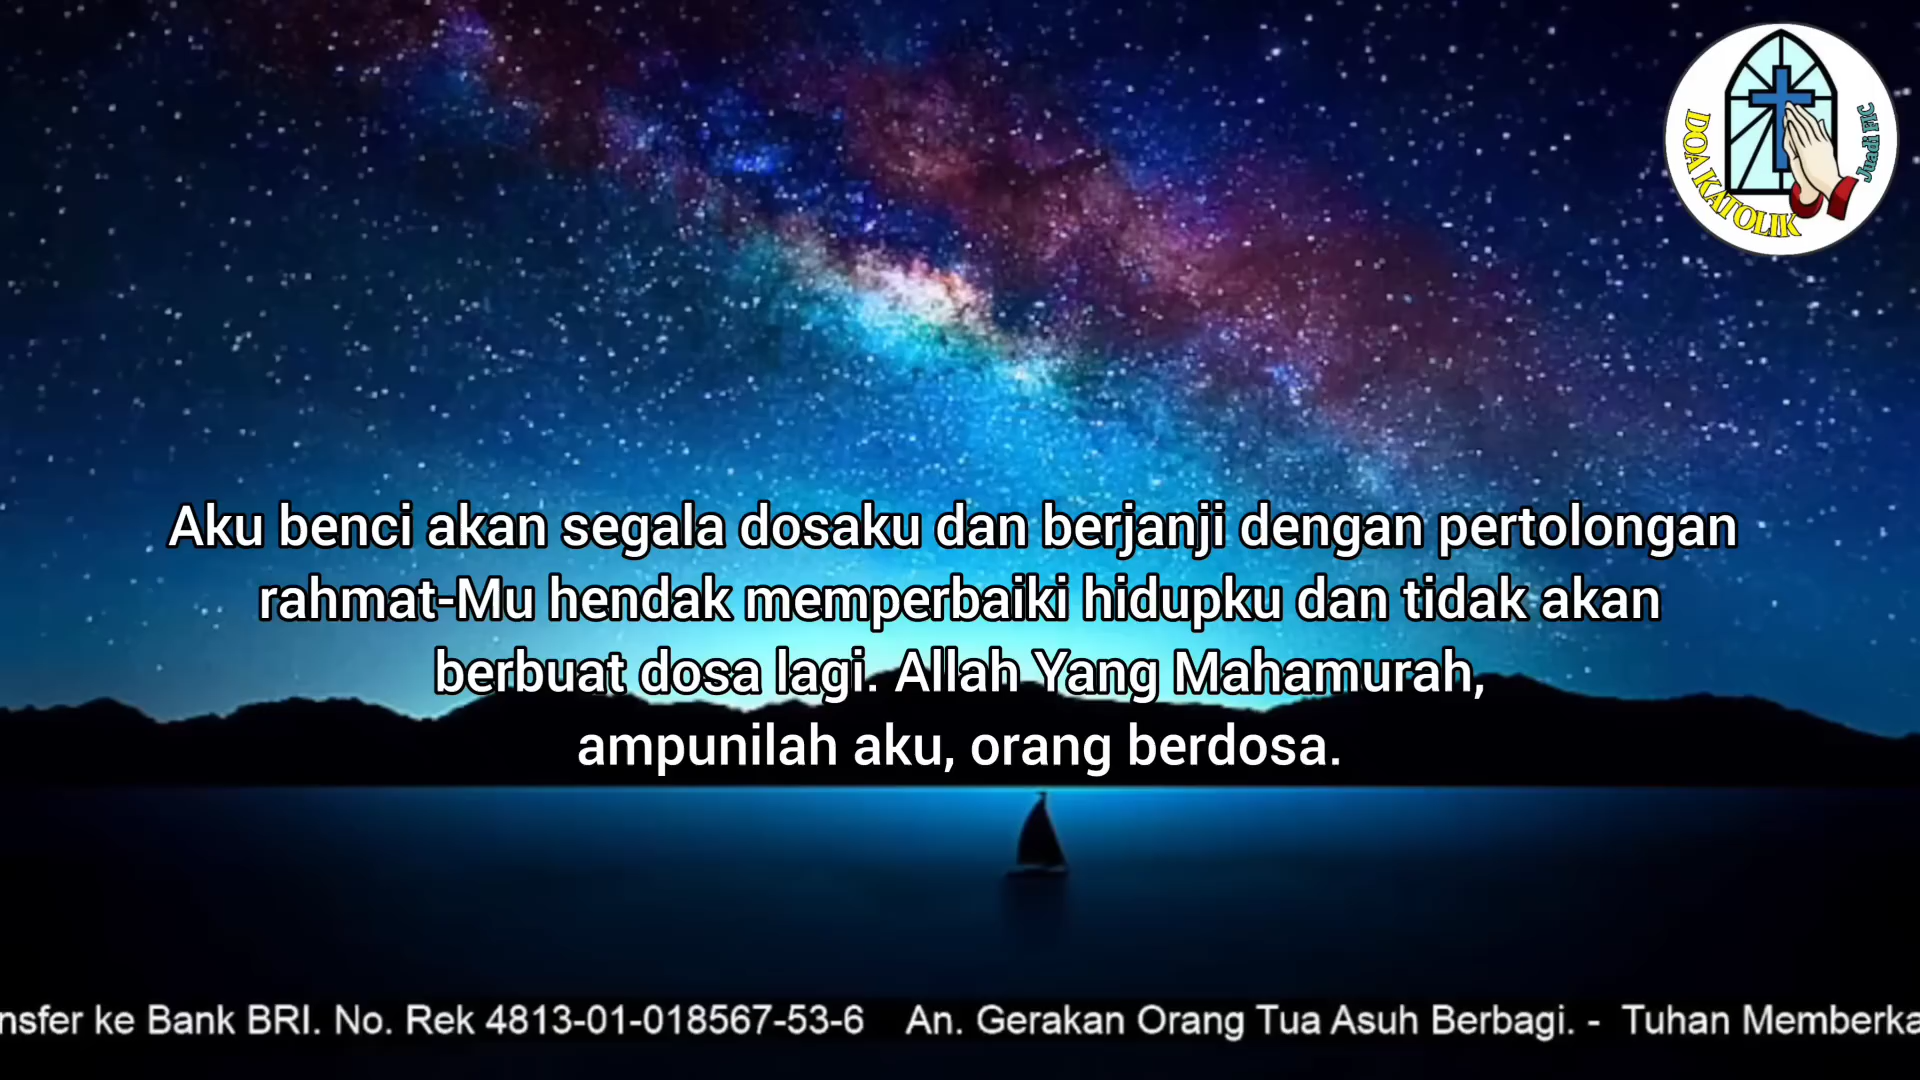 DOA KATOLIK
Juadi FIC
Aku benci akan segala dosaku dan berjanji dengan pertolongan
rahmat-Mu hendak memperbaiki hidupku dan tidak akan
berbuat dosa lagi. Allah Yang Mahamurah,
ampunilah aku, orang berdosa.
nsfer ke Bank BRI. No. Rek 4813-01-018567-53-6 An. Gerakan Orang Tua Asuh Berbagi. - Tuhan Memberka